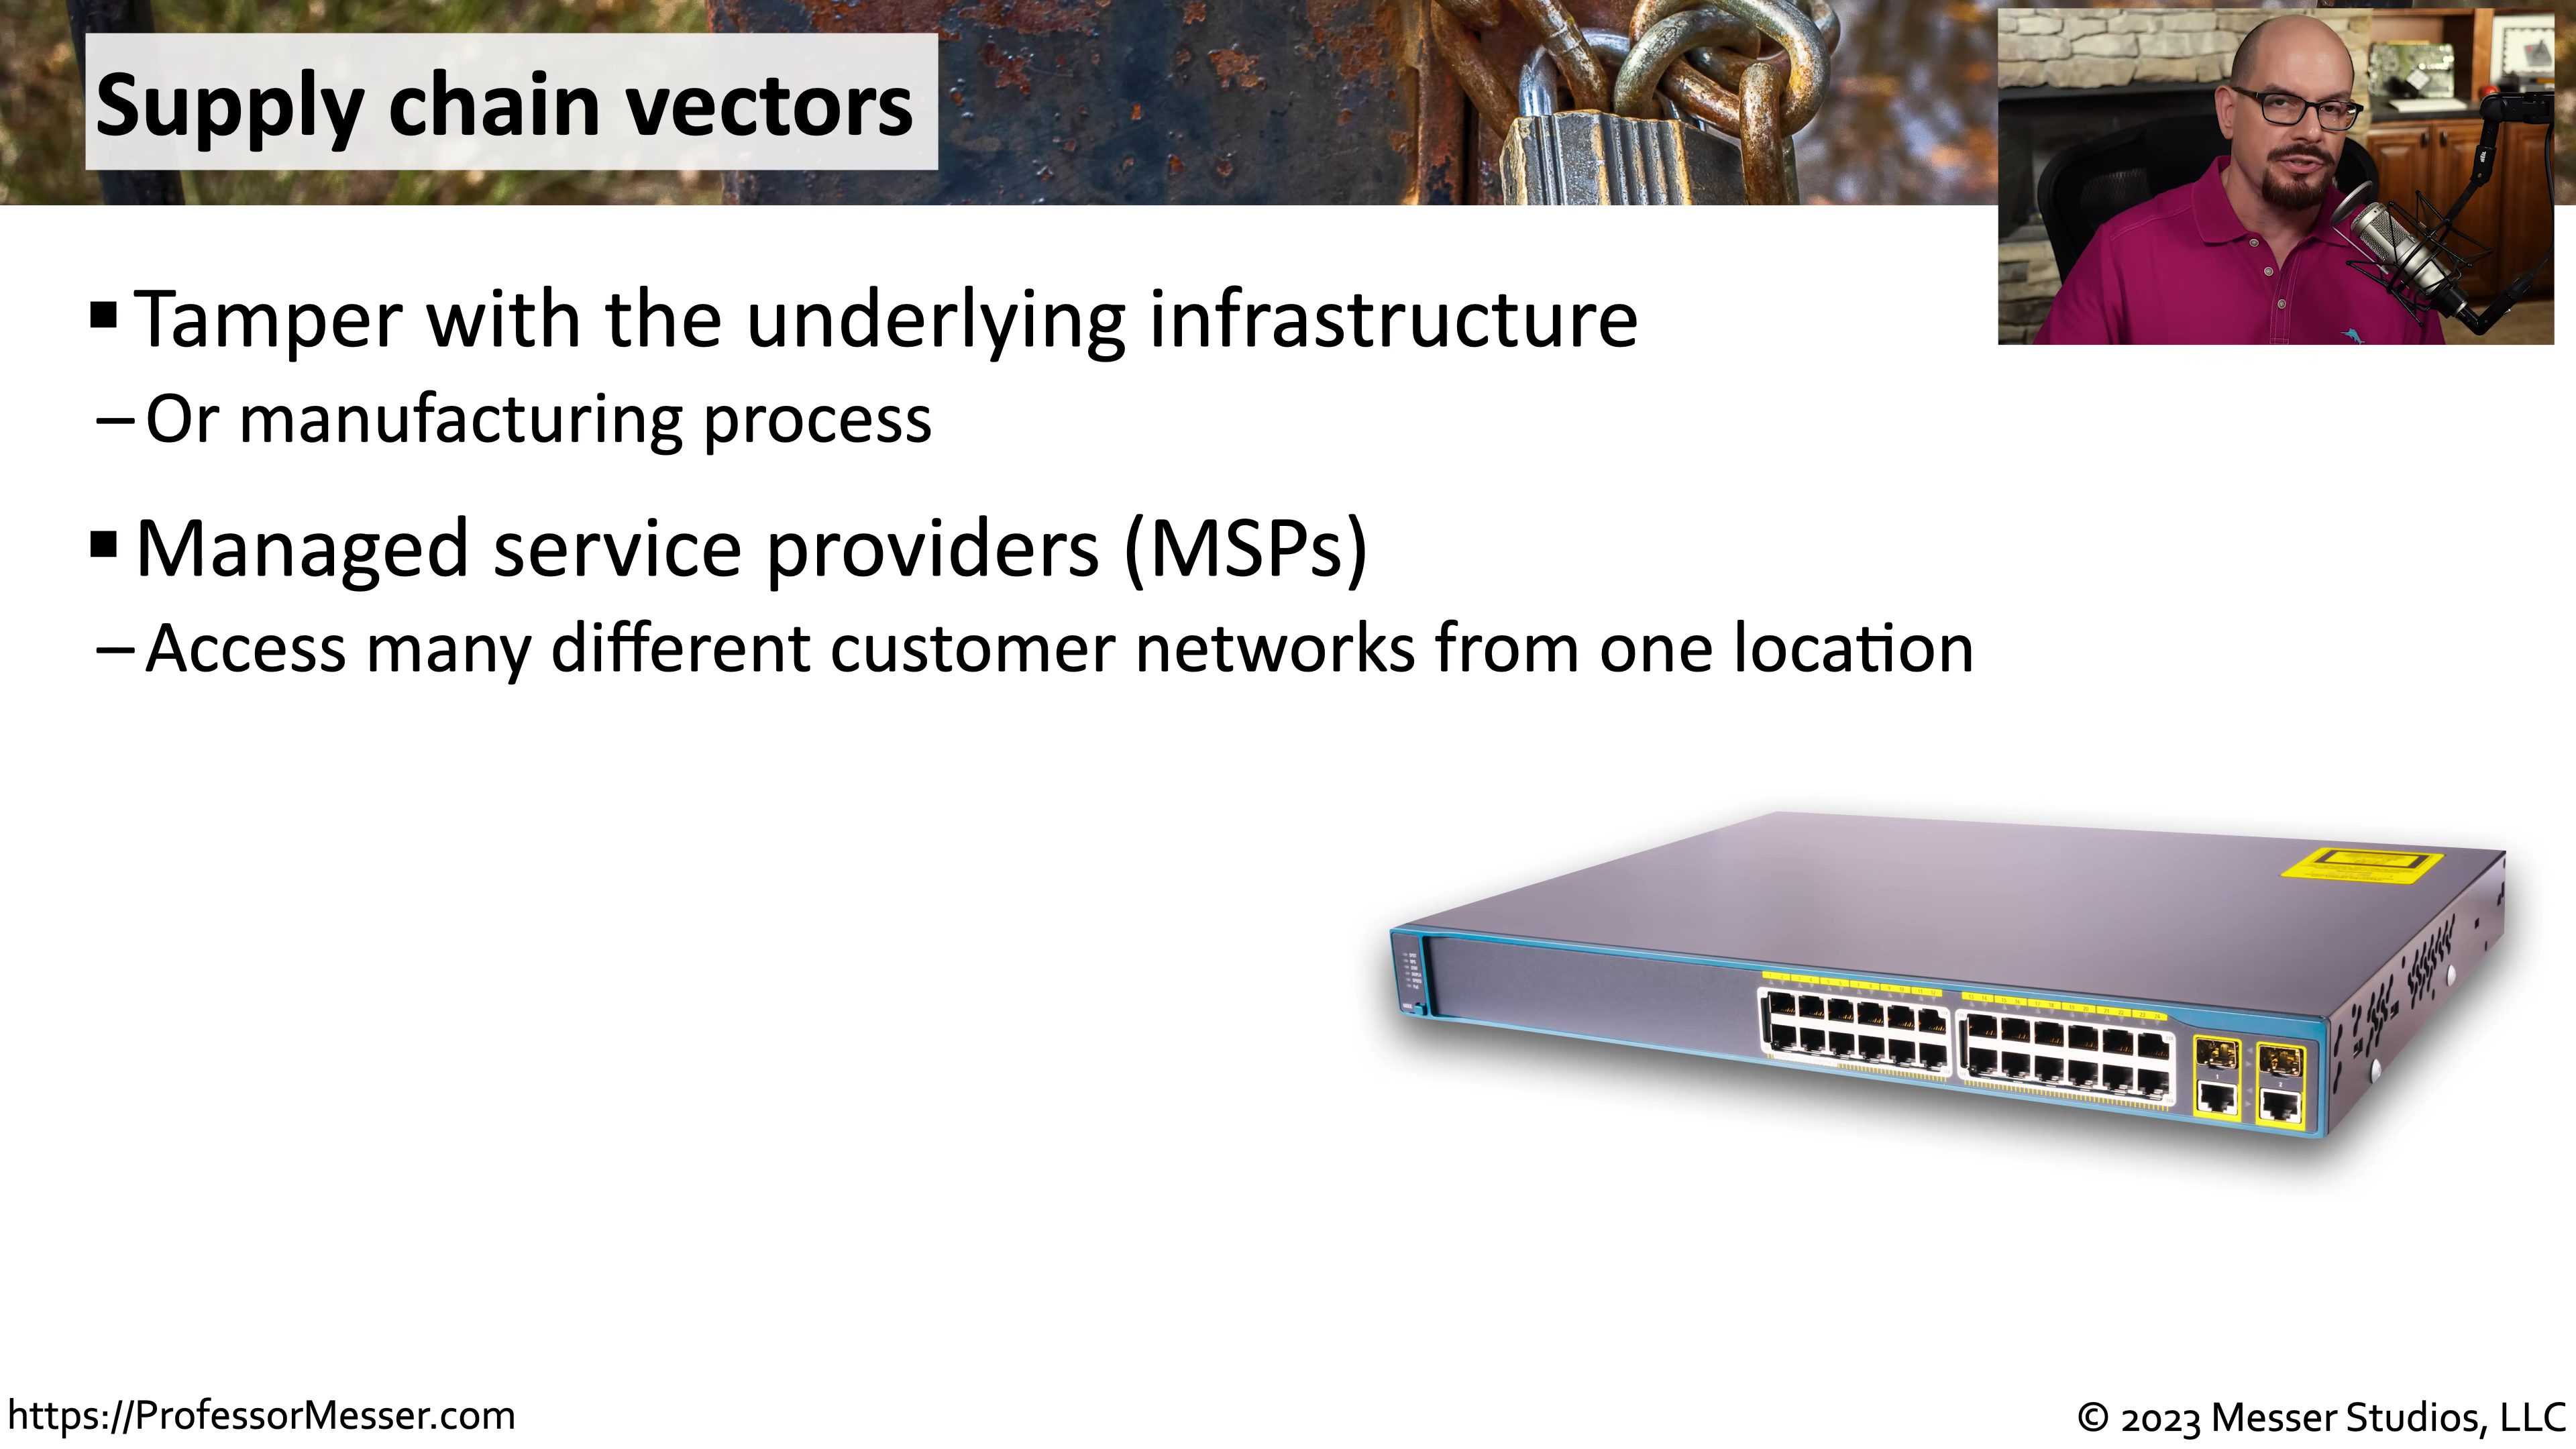 Supply chain vectors
▪ Tamper with the underlying infrastructure
– Or manufacturing process
▪ Managed service providers (MSPs)
– Access many different customer networks from one location
https://ProfessorMesser.com
© 2023 Messer Studios, LLC